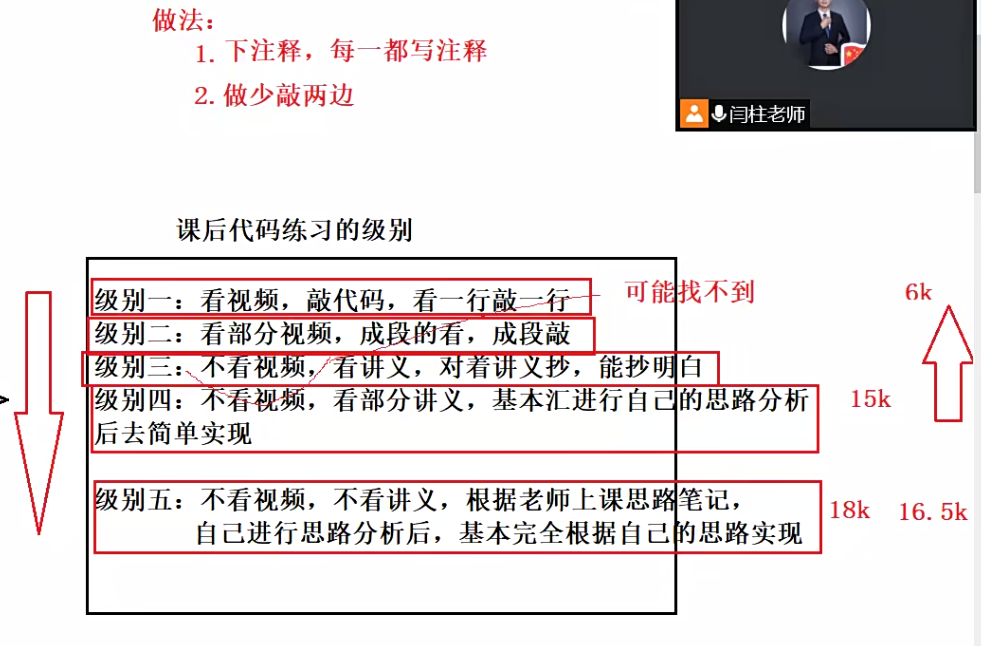 做法：
1. 下注释，每一都写注释
2. 做少敲两边
闫柱老师
课后代码练习的级别
级别一：看视频，敲代码，看一行敲一行
可能找不到
6k
级别二：看部分视频，成段的看，成段敲
级别三：不看视频，看讲义，对着讲义抄，能抄明白
级别四：不看视频，看部分讲义，基本汇进行自己的思路分析
15k
后去简单实现
级别五：不看视频，不看讲义，根据老师上课思路笔记，
18k
16.5k
自己进行思路分析后，基本完全根据自己的思路实现